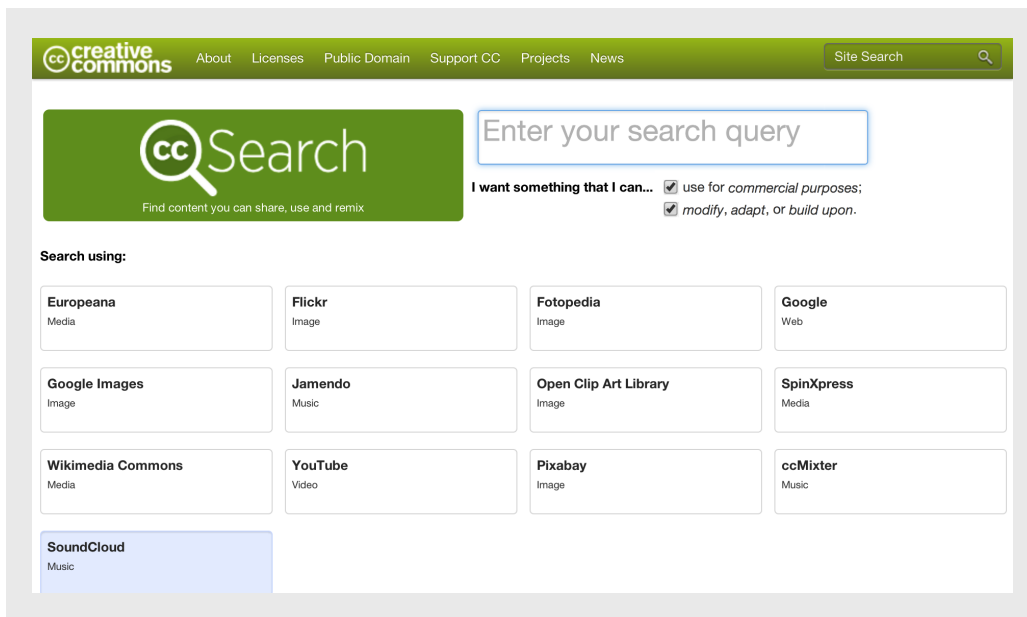 cc creative commons About Licenses Public Domain Support CC Projects News Site Search
cc Search
Find content you can share, use and remix
Enter your search query
I want something that I can... use for commercial purposes;
modify, adapt, or build upon.
Search using:
Europeana Flickr Fotopedia Google
Media Image Image Web
Google Images Jamendo Open Clip Art Library SpinXpress
Image Music Image Media
Wikimedia Commons YouTube Pixabay ccMixter
Media Video Image Music
SoundCloud
Music